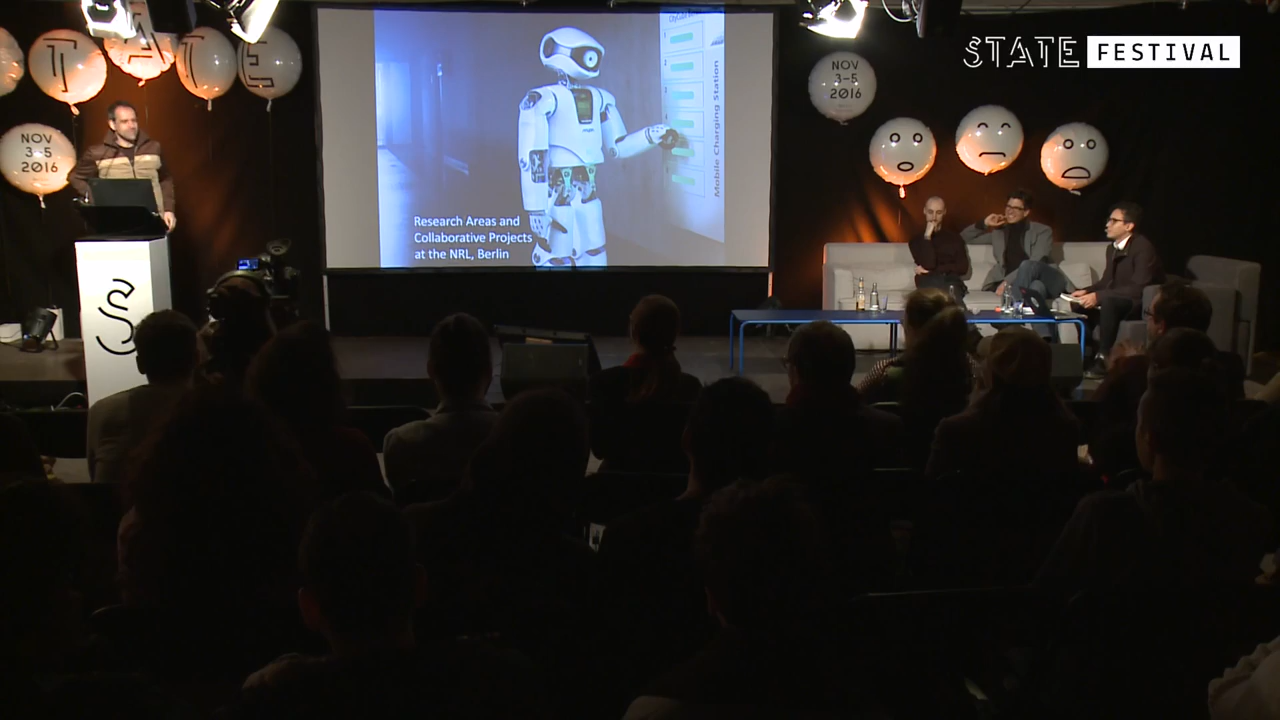 STATE FESTIVAL
T A T E
NOV
3-5
2016
NOV
3-5
2016
S
Mobile Charging Station
Research Areas and
Collaborative Projects
at the NRL, Berlin